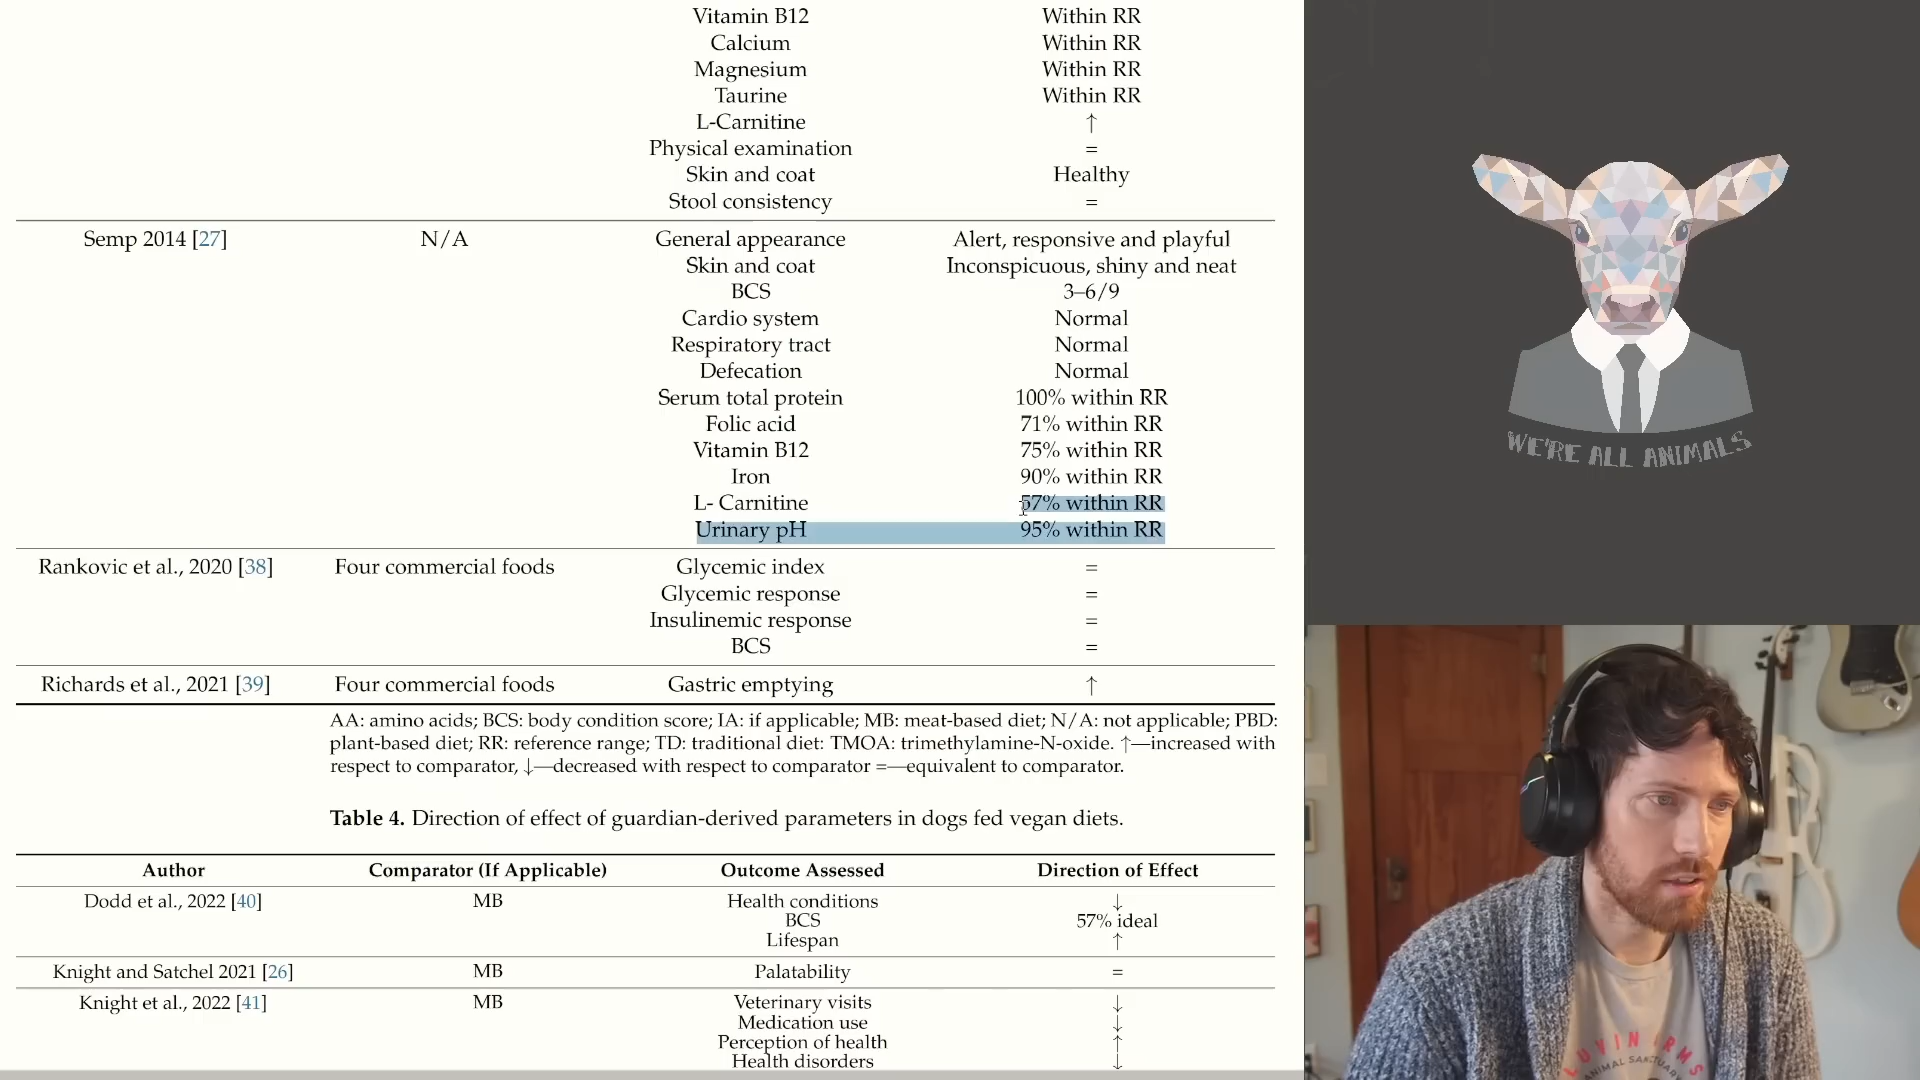 Vitamin B12 Within RR
Calcium Within RR
Magnesium Within RR
Taurine Within RR
L-Carnitine ↑
Physical examination =
Skin and coat Healthy
Stool consistency =
Semp 2014 [27] N/A General appearance Alert, responsive and playful
Skin and coat Inconspicuous, shiny and neat
BCS 3–6/9
Cardio system Normal
Respiratory tract Normal
Defecation Normal
Serum total protein 100% within RR
Folic acid 71% within RR
Vitamin B12 75% within RR
Iron 90% within RR
L- Carnitine 57% within RR
Urinary pH 95% within RR
Rankovic et al., 2020 [38] Four commercial foods Glycemic index =
Glycemic response =
Insulinemic response =
BCS =
Richards et al., 2021 [39] Four commercial foods Gastric emptying ↑
AA: amino acids; BCS: body condition score; IA: if applicable; MB: meat-based diet; N/A: not applicable; PBD:
plant-based diet; RR: reference range; TD: traditional diet: TMOA: trimethylamine-N-oxide. ↑—increased with
respect to comparator, ↓—decreased with respect to comparator =—equivalent to comparator.
Table 4. Direction of effect of guardian-derived parameters in dogs fed vegan diets.
Author Comparator (If Applicable) Outcome Assessed Direction of Effect
Dodd et al., 2022 [40] MB Health conditions ↓
BCS 57% ideal
Lifespan ↑
Knight and Satchel 2021 [26] MB Palatability =
Knight et al., 2022 [41] MB Veterinary visits ↓
Medication use ↓
Perception of health ↑
Health disorders ↓
WE'RE ALL ANIMALS
LUVIN ARMS
ANIMAL SANCTUARY